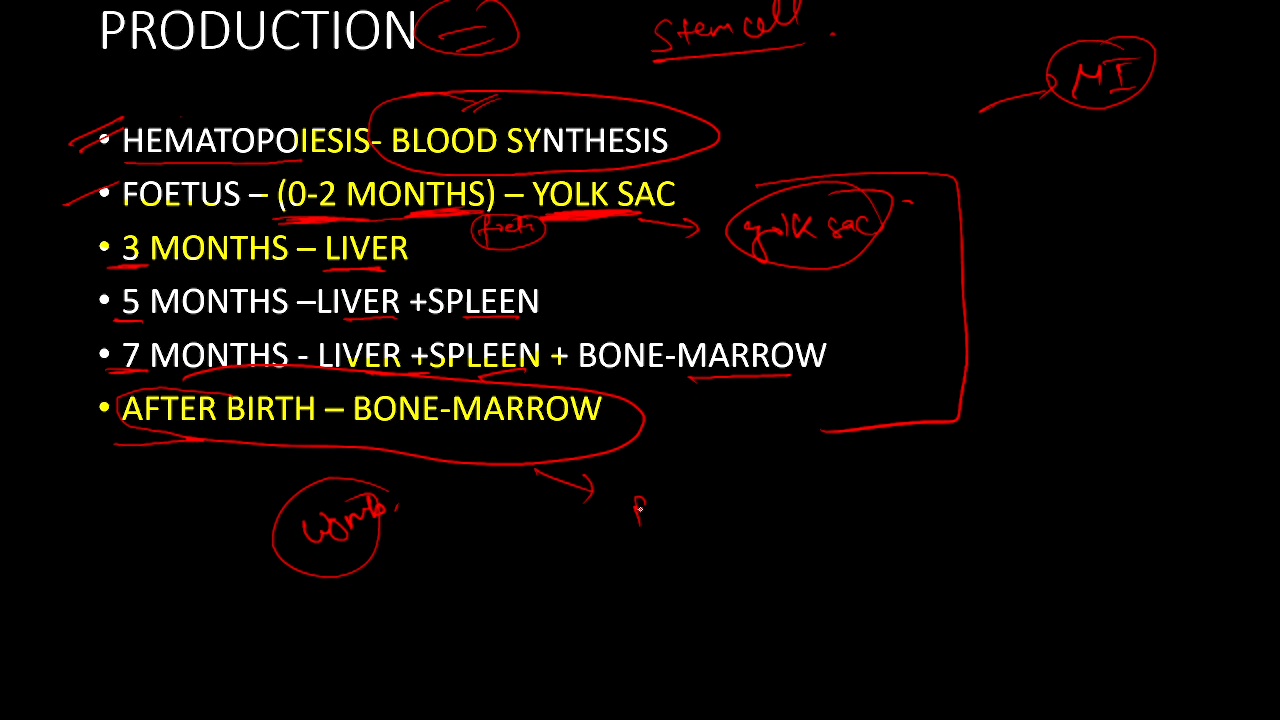 PRODUCTION
Stem cell.
MI
• HEMATOPOIESIS- BLOOD SYNTHESIS
• FOETUS – (0-2 MONTHS) – YOLK SAC
yolk sac
• 3 MONTHS – LIVER
• 5 MONTHS –LIVER +SPLEEN
• 7 MONTHS - LIVER +SPLEEN + BONE-MARROW
• AFTER BIRTH – BONE-MARROW
womb